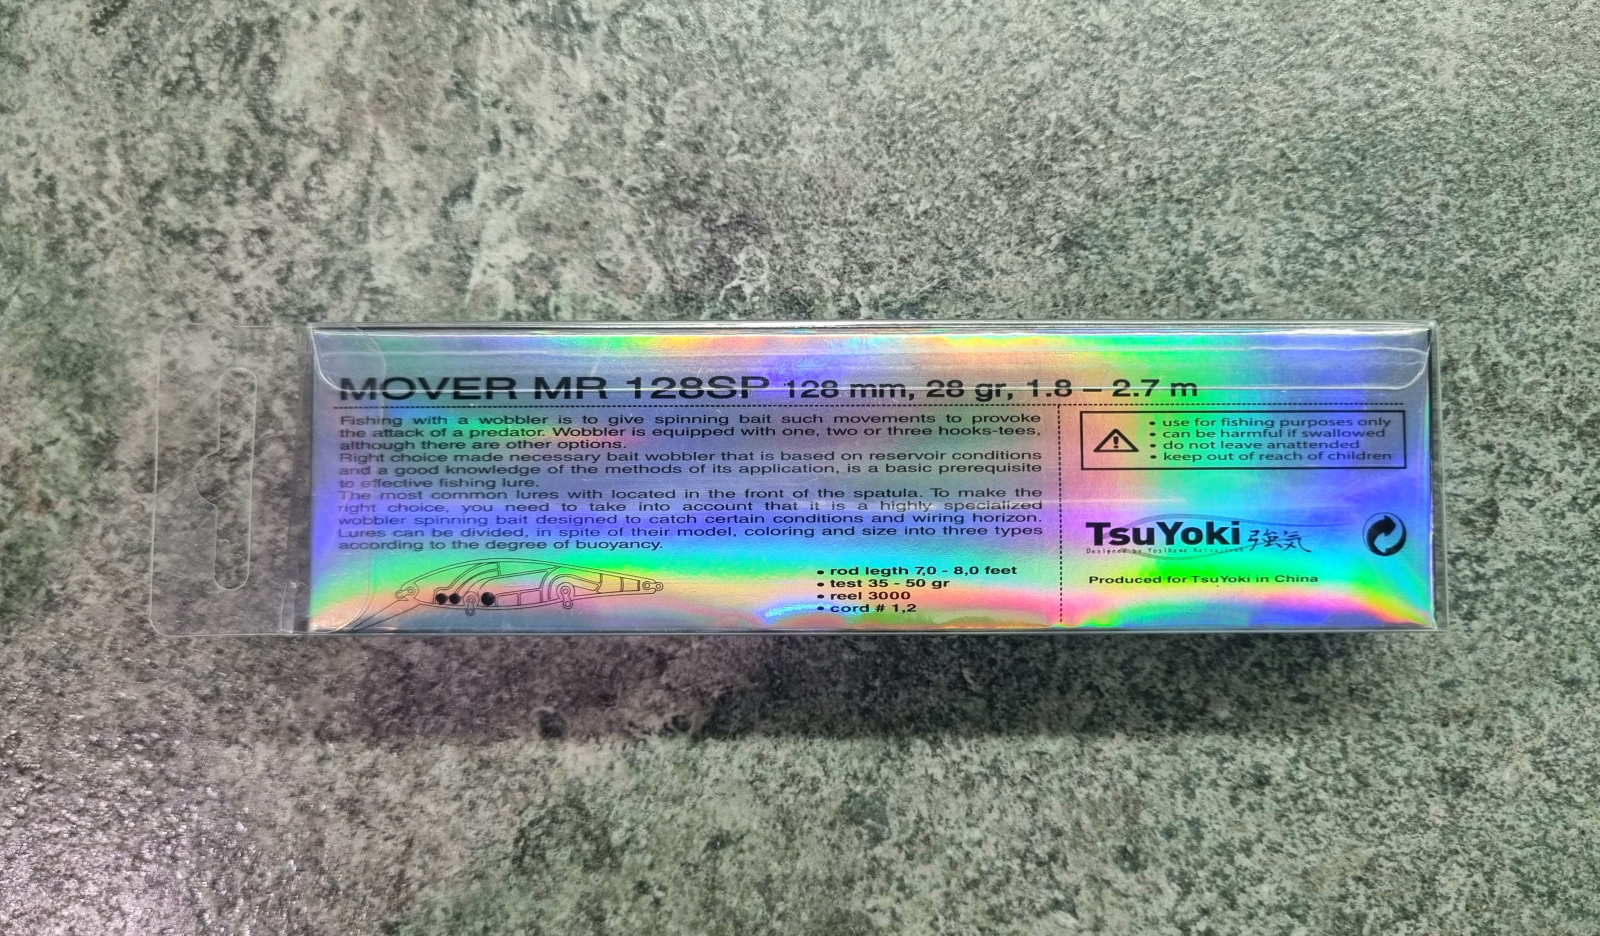 MOVER MR 128SP 128 mm, 28 gr, 1.8 – 2.7 m
Fishing with a wobbler is to give spinning bait such movements to provoke
the attack of a predator. Wobbler is equipped with one, two or three hooks-tees,
although there are other options.
Right choice made necessary bait wobbler that is based on reservoir conditions
and a good knowledge of the methods of its application, is a basic prerequisite
to effective fishing lure.
The most common lures with located in the front of the spatula. To make the
right choice, you need to take into account that it is a highly specialized
wobbler spinning bait designed to catch certain conditions and wiring horizon.
Lures can be divided, in spite of their model, coloring and size into three types
according to the degree of buoyancy.
• rod legth 7,0 - 8,0 feet
• test 35 - 50 gr
• reel 3000
• cord # 1,2
• use for fishing purposes only
• can be harmful if swallowed
• do not leave anattended
• keep out of reach of children
TsuYoki 強気
Designed by Yosikawa
Produced for TsuYoki in China